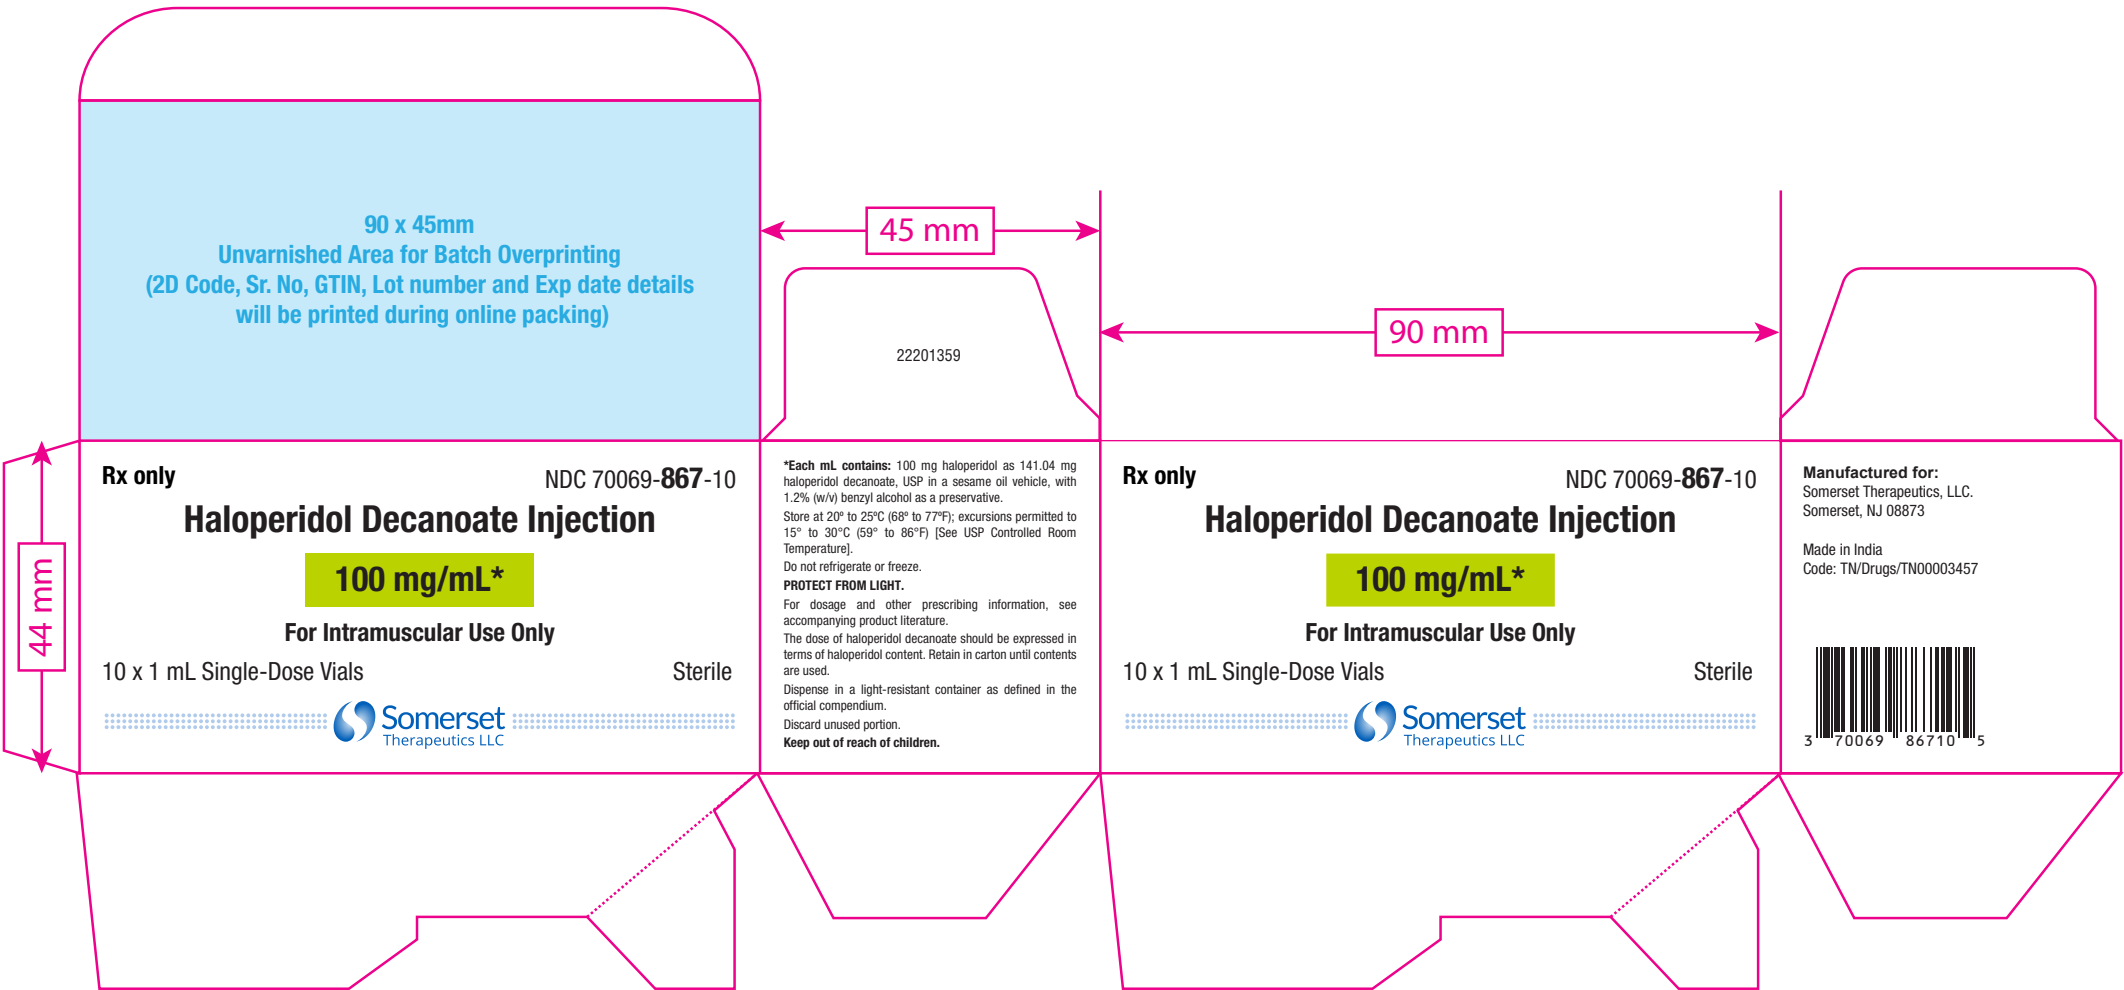 90 x 45mm
Unvarnished Area for Batch Overprinting
(2D Code, Sr. No, GTIN, Lot number and Exp date details
will be printed during online packing)
45 mm
90 mm
22201359
44 mm
Rx only
NDC 70069-867-10
Haloperidol Decanoate Injection
100 mg/mL*
For Intramuscular Use Only
10 x 1 mL Single-Dose Vials
Sterile
Somerset
Therapeutics LLC
*Each mL contains: 100 mg haloperidol as 141.04 mg
haloperidol decanoate, USP in a sesame oil vehicle, with
1.2% (w/v) benzyl alcohol as a preservative.
Store at 20º to 25ºC (68º to 77ºF); excursions permitted to
15° to 30°C (59° to 86°F) [See USP Controlled Room
Temperature].
Do not refrigerate or freeze.
PROTECT FROM LIGHT.
For dosage and other prescribing information, see
accompanying product literature.
The dose of haloperidol decanoate should be expressed in
terms of haloperidol content. Retain in carton until contents
are used.
Dispense in a light-resistant container as defined in the
official compendium.
Discard unused portion.
Keep out of reach of children.
Rx only
NDC 70069-867-10
Haloperidol Decanoate Injection
100 mg/mL*
For Intramuscular Use Only
10 x 1 mL Single-Dose Vials
Sterile
Somerset
Therapeutics LLC
Manufactured for:
Somerset Therapeutics, LLC.
Somerset, NJ 08873
Made in India
Code: TN/Drugs/TN00003457
3 70069 86710 5